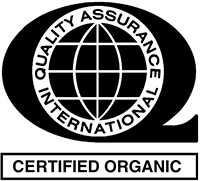 QUALITY ASSURANCE
INTERNATIONAL
CERTIFIED ORGANIC